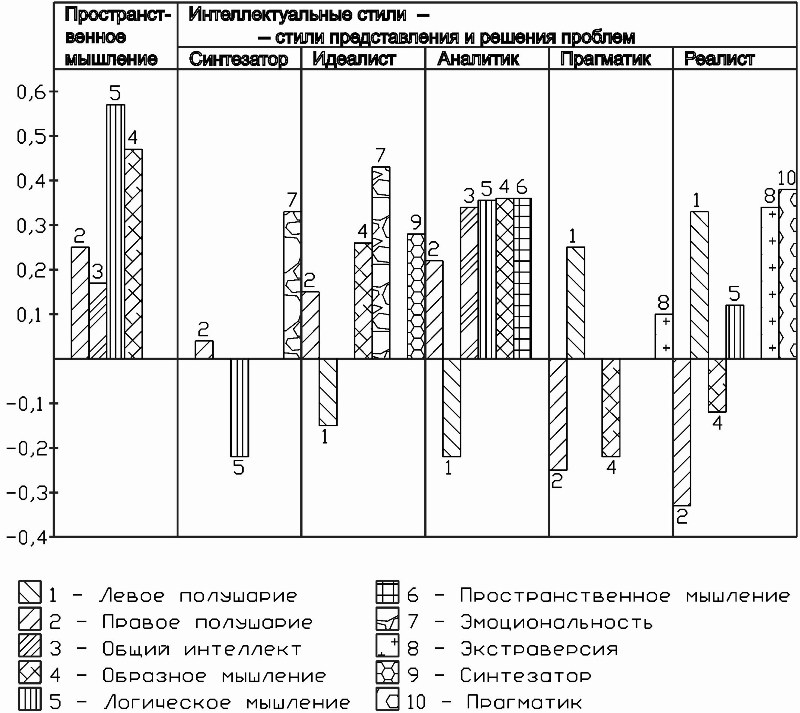 Пространст-
венное
мышление
Интеллектуальные стили –
– стили представления и решения проблем
Синтезатор Идеалист Аналитик Прагматик Реалист
0,6
0,5
0,4
0,3
0,2
0,1
-0,1
-0,2
-0,3
-0,4
2 3 5 4
2 5 7
2 1 4 7 9
2 1 3 5 4 6
2 1 4 8
2 1 4 5 8 10
1 - Левое полушарие
2 - Правое полушарие
3 - Общий интеллект
4 - Образное мышление
5 - Логическое мышление
6 - Пространственное мышление
7 - Эмоциональность
8 - Экстраверсия
9 - Синтезатор
10 - Прагматик